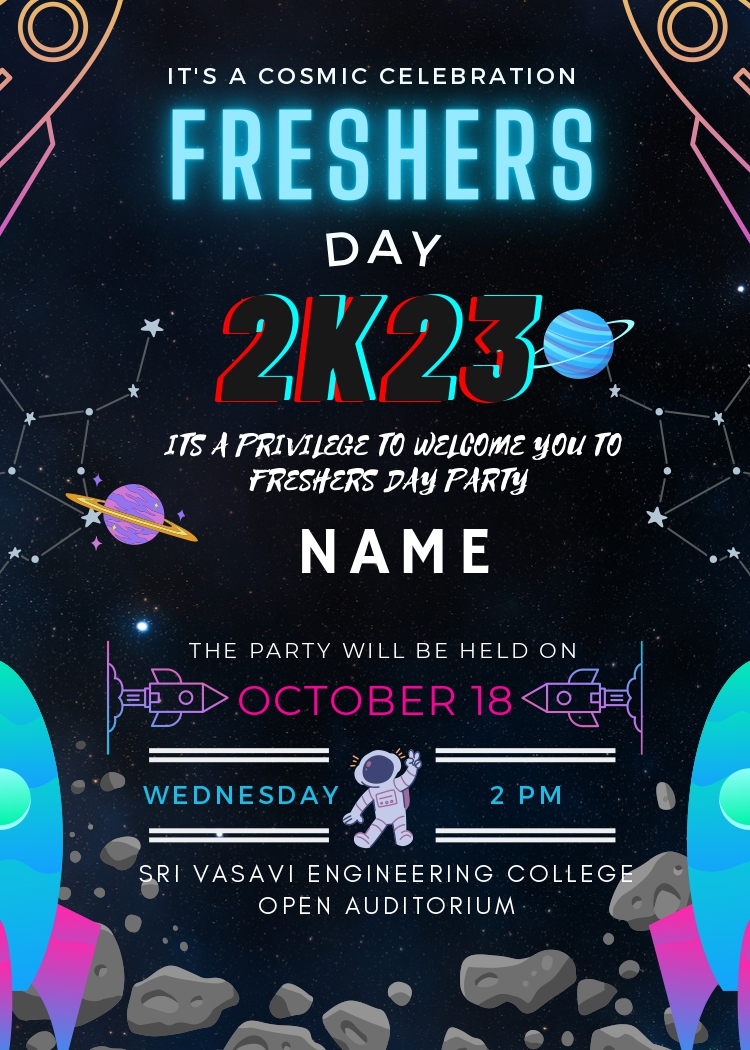 IT'S A COSMIC CELEBRATION
FRESHERS
DAY
2K23
ITS A PRIVILEGE TO WELCOME YOU TO
FRESHERS DAY PARTY
NAME
THE PARTY WILL BE HELD ON
OCTOBER 18
WEDNESDAY
2 PM
SRI VASAVI ENGINEERING COLLEGE
OPEN AUDITORIUM